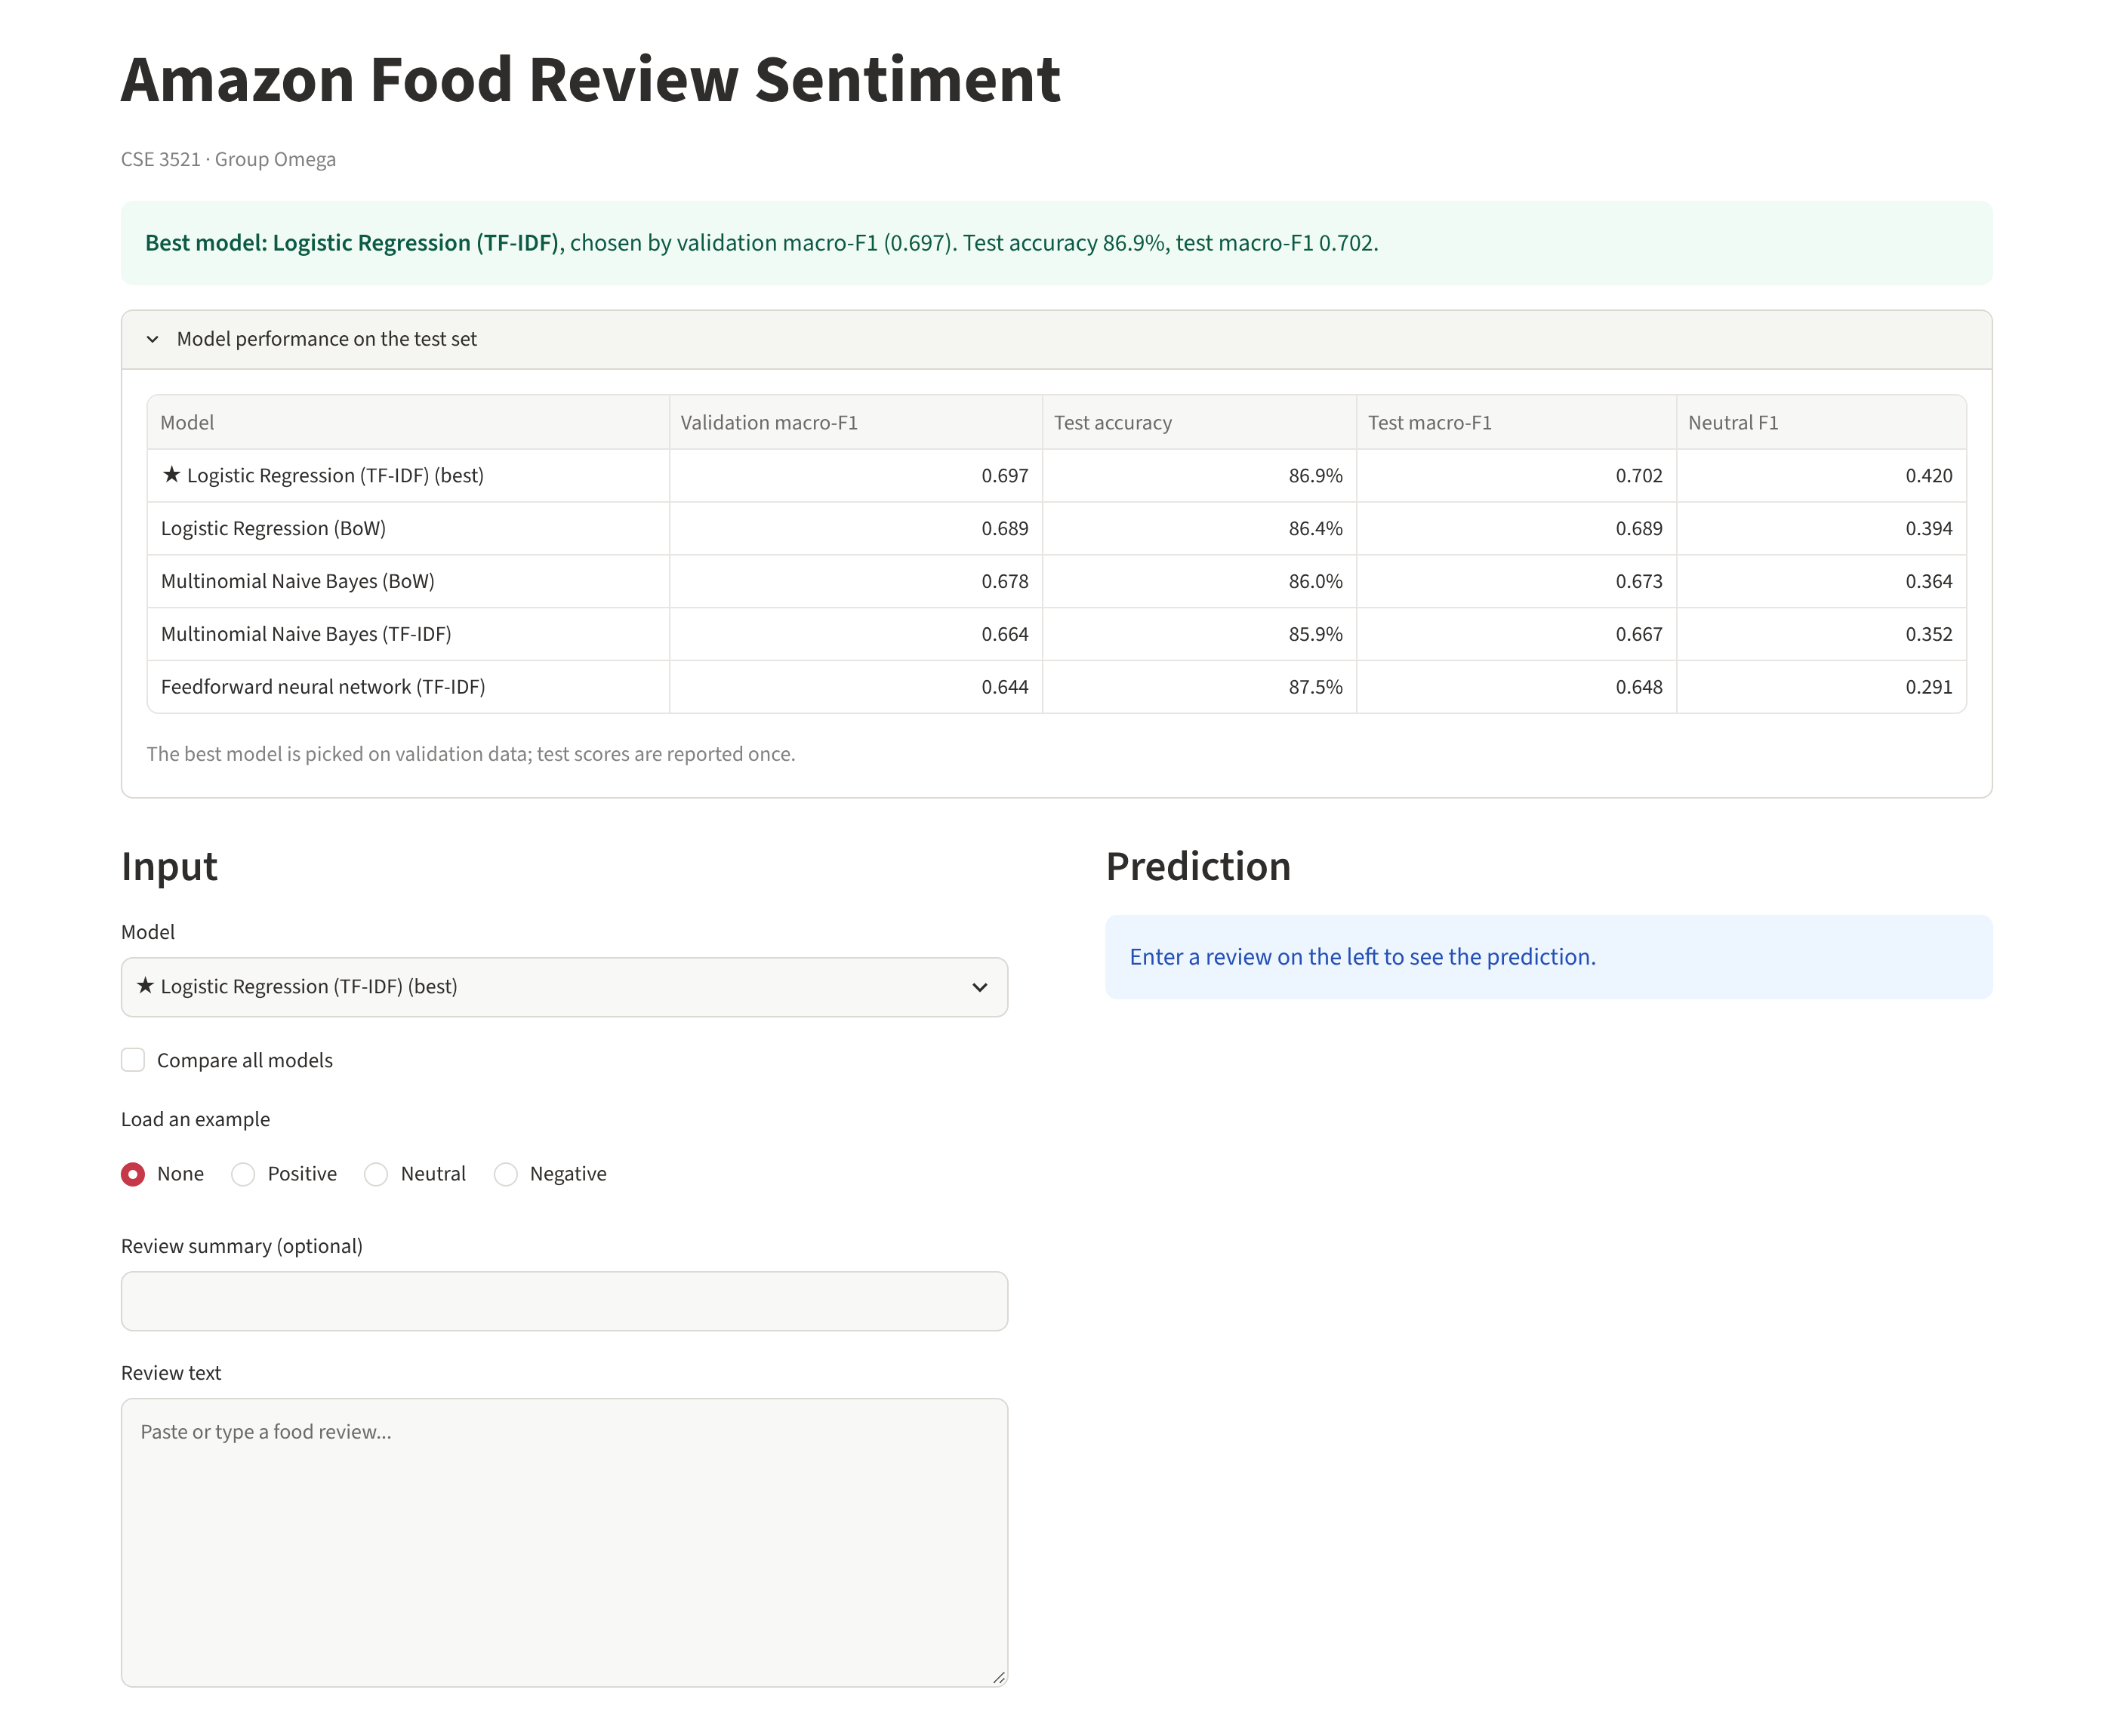 Amazon Food Review Sentiment
CSE 3521 · Group Omega
Best model: Logistic Regression (TF-IDF), chosen by validation macro-F1 (0.697). Test accuracy 86.9%, test macro-F1 0.702.
Model performance on the test set
Model Validation macro-F1 Test accuracy Test macro-F1 Neutral F1
★ Logistic Regression (TF-IDF) (best) 0.697 86.9% 0.702 0.420
Logistic Regression (BoW) 0.689 86.4% 0.689 0.394
Multinomial Naive Bayes (BoW) 0.678 86.0% 0.673 0.364
Multinomial Naive Bayes (TF-IDF) 0.664 85.9% 0.667 0.352
Feedforward neural network (TF-IDF) 0.644 87.5% 0.648 0.291
The best model is picked on validation data; test scores are reported once.
Input
Model
★ Logistic Regression (TF-IDF) (best)
Compare all models
Load an example
None Positive Neutral Negative
Review summary (optional)
Review text
Paste or type a food review...
Prediction
Enter a review on the left to see the prediction.